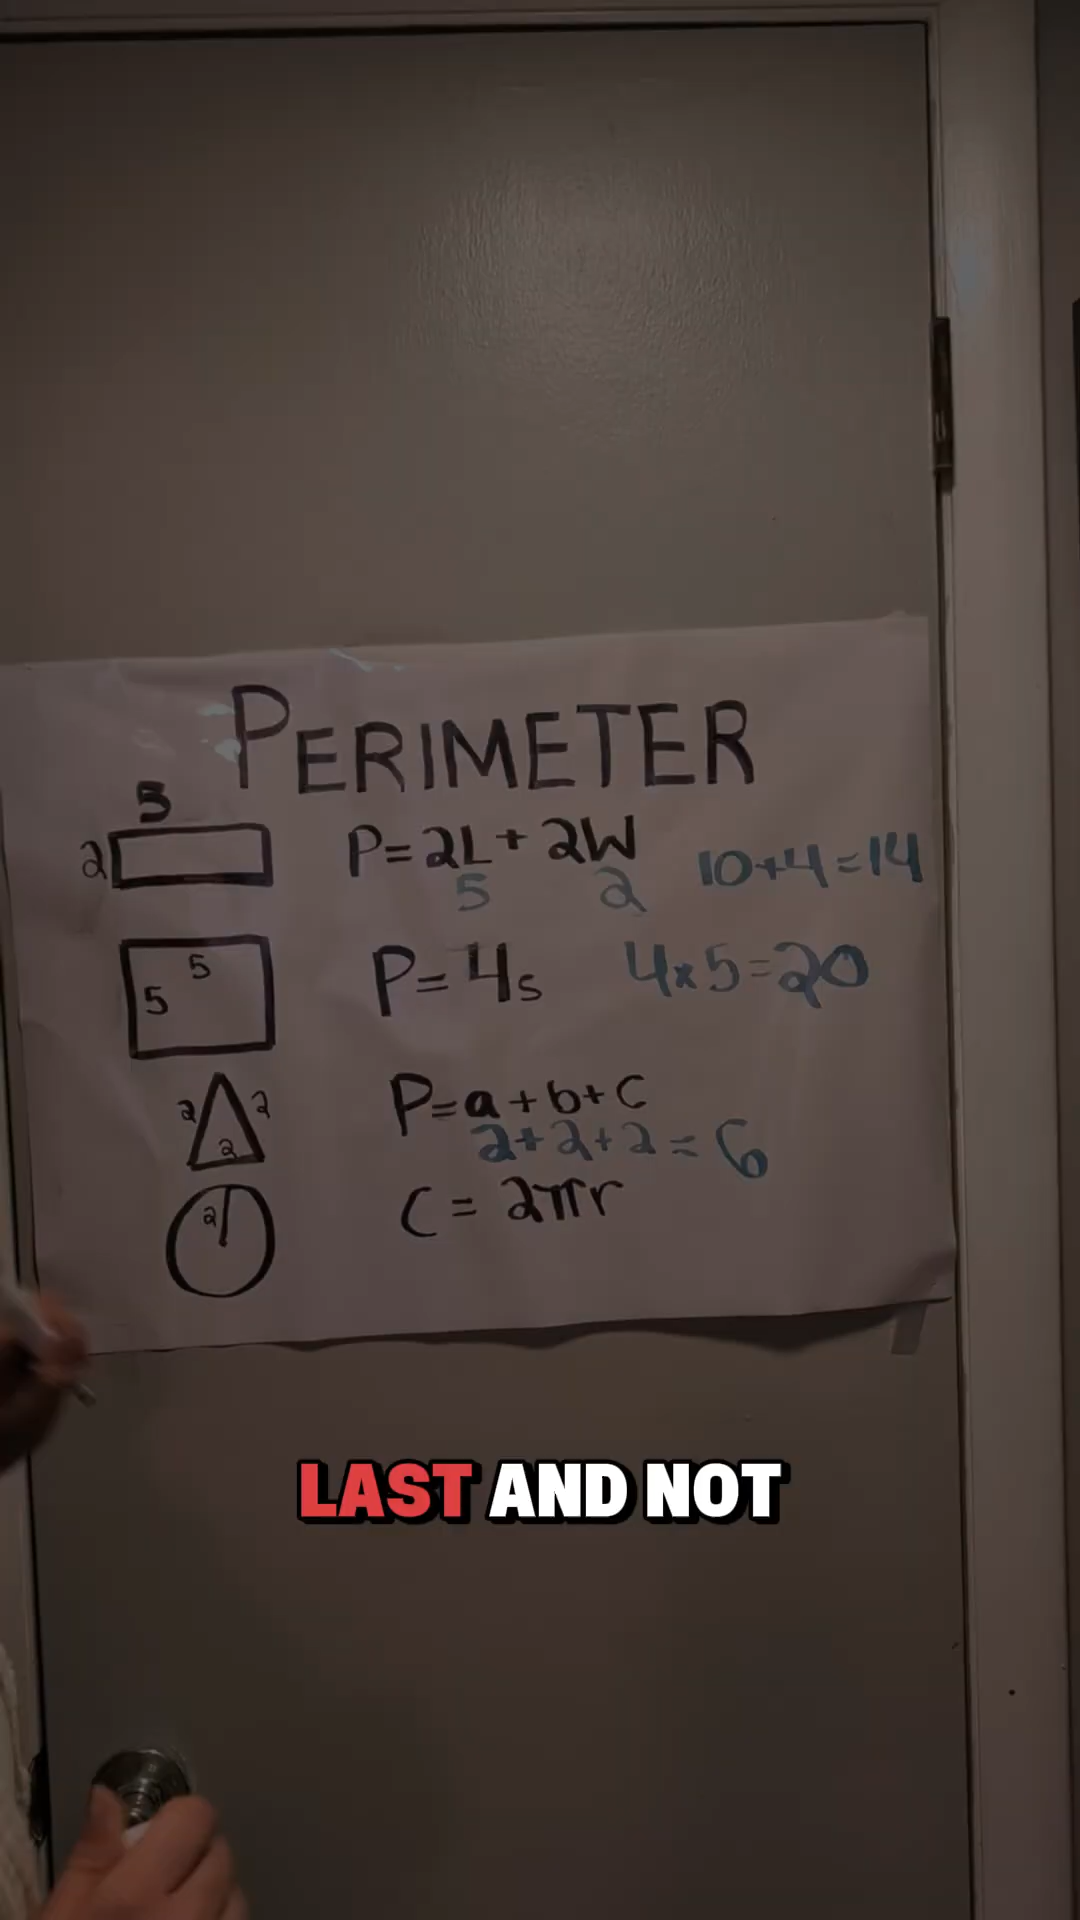 PERIMETER
5
2
P=2L+2W
10+4=14
5 2
5
5
P=4s
4x5=20
2 2
2
P=a+b+c
2+2+2=6
2
C=2πr
LAST AND NOT